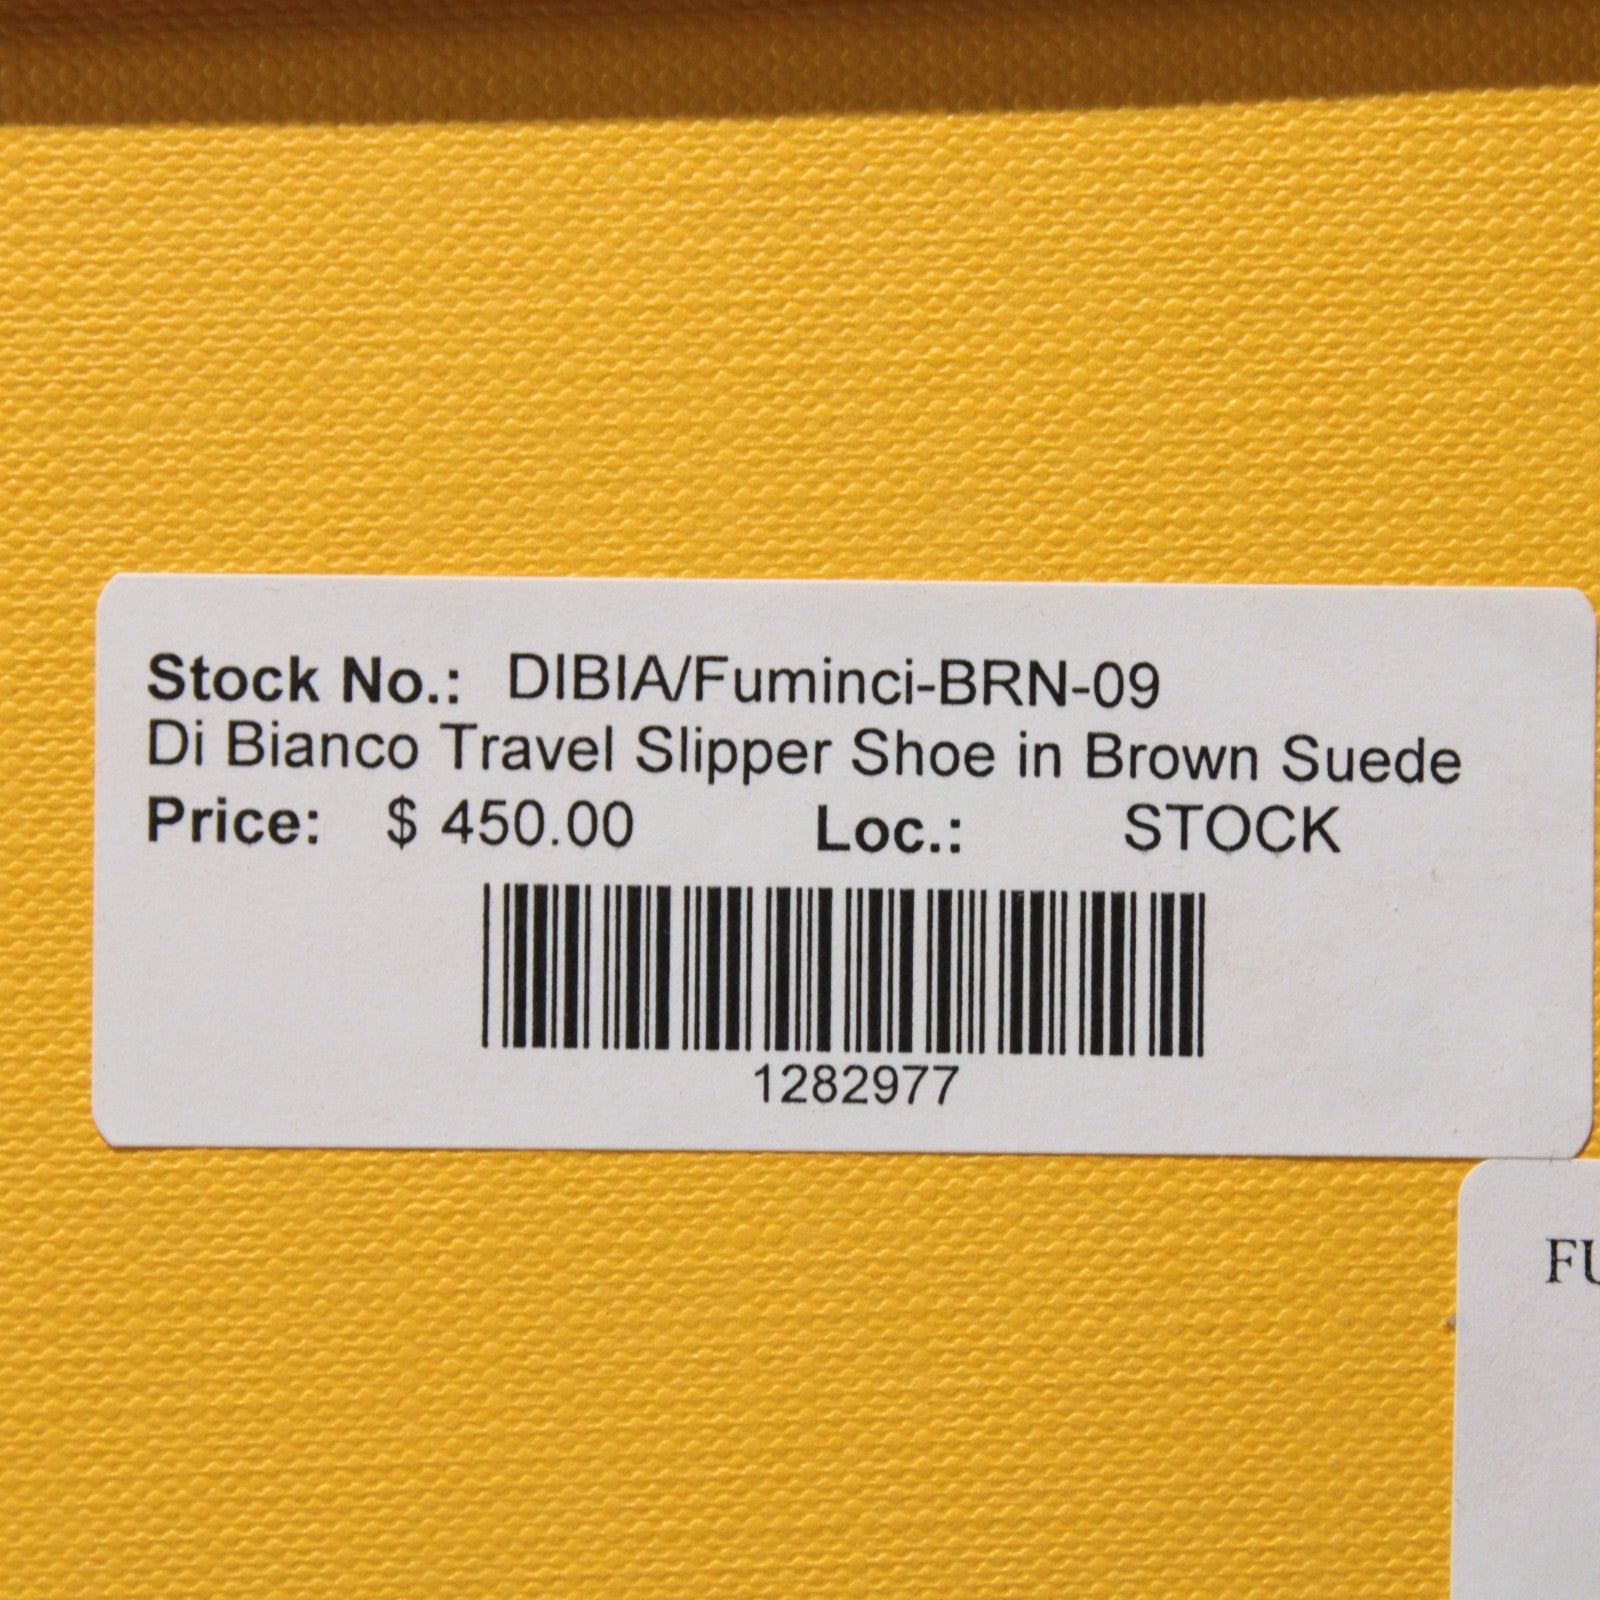 Stock No.: DIBIA/Fuminci-BRN-09
Di Bianco Travel Slipper Shoe in Brown Suede
Price: $ 450.00 Loc.: STOCK
1282977